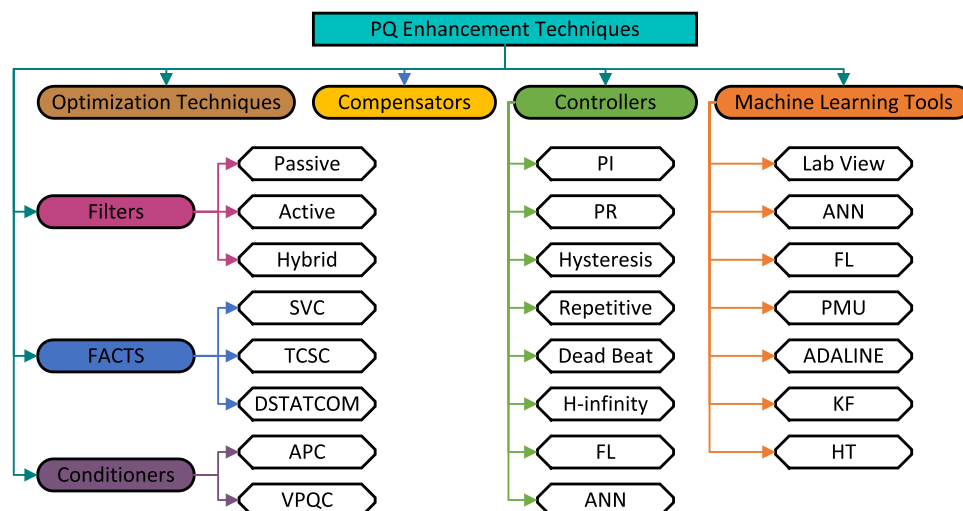 PQ Enhancement Techniques
Optimization Techniques
Compensators
Controllers
Machine Learning Tools
Filters
Passive
Active
Hybrid
FACTS
SVC
TCSC
DSTATCOM
Conditioners
APC
VPQC
PI
PR
Hysteresis
Repetitive
Dead Beat
H-infinity
FL
ANN
Lab View
ANN
FL
PMU
ADALINE
KF
HT